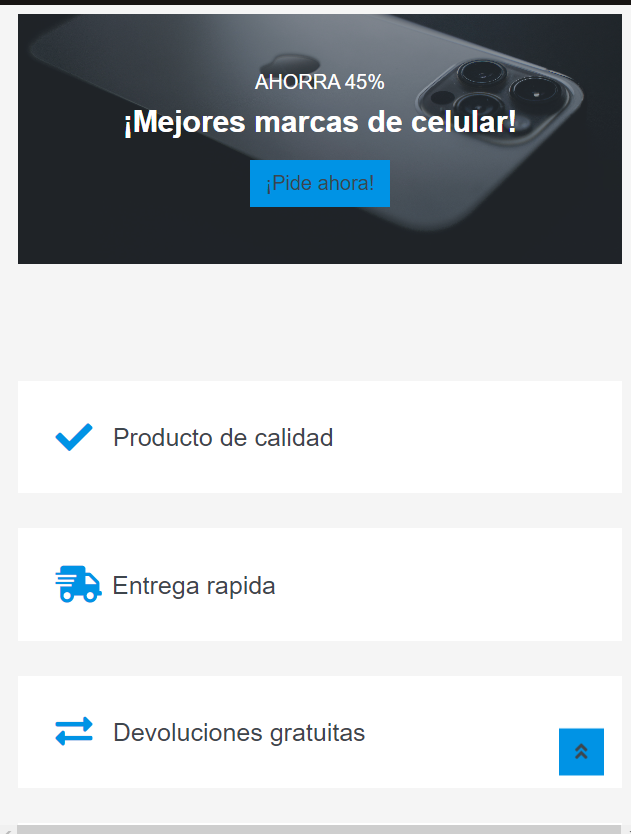 AHORRA 45%
¡Mejores marcas de celular!
¡Pide ahora!
Producto de calidad
Entrega rapida
Devoluciones gratuitas